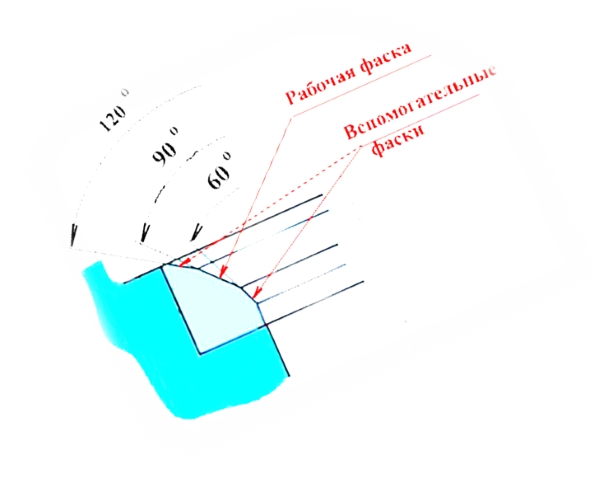 120°
90°
60°
Рабочая фаска
Вспомогательные
фаски